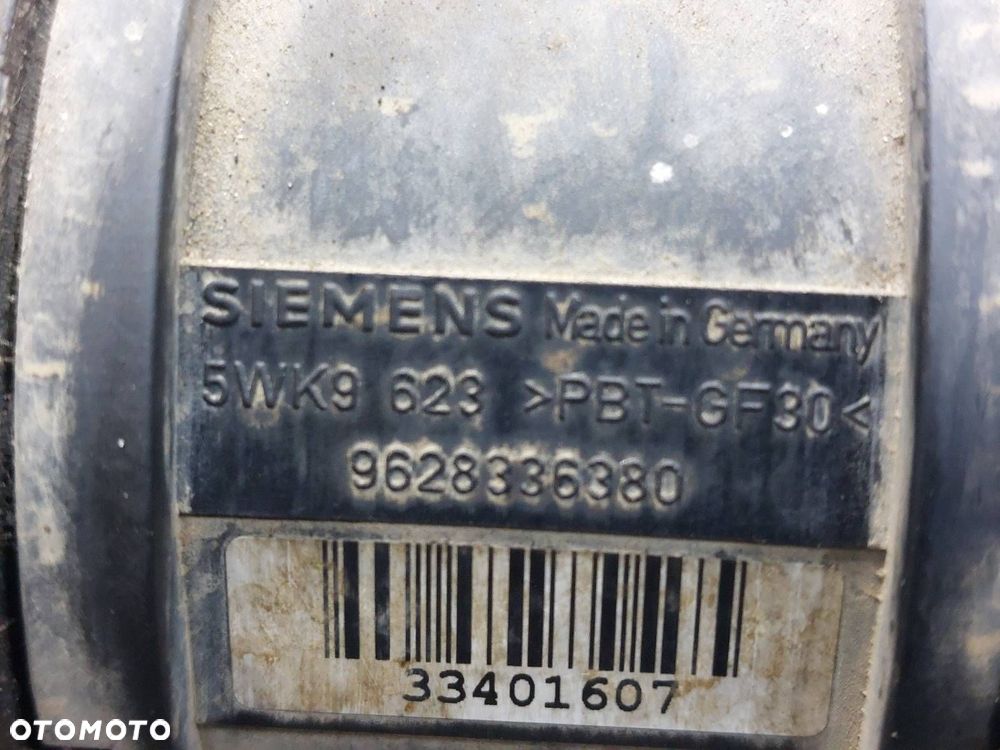 SIEMENS Made in Germany
5WK9 623 >PBT-GF30<
9628336380
33401607
OTOMOTO